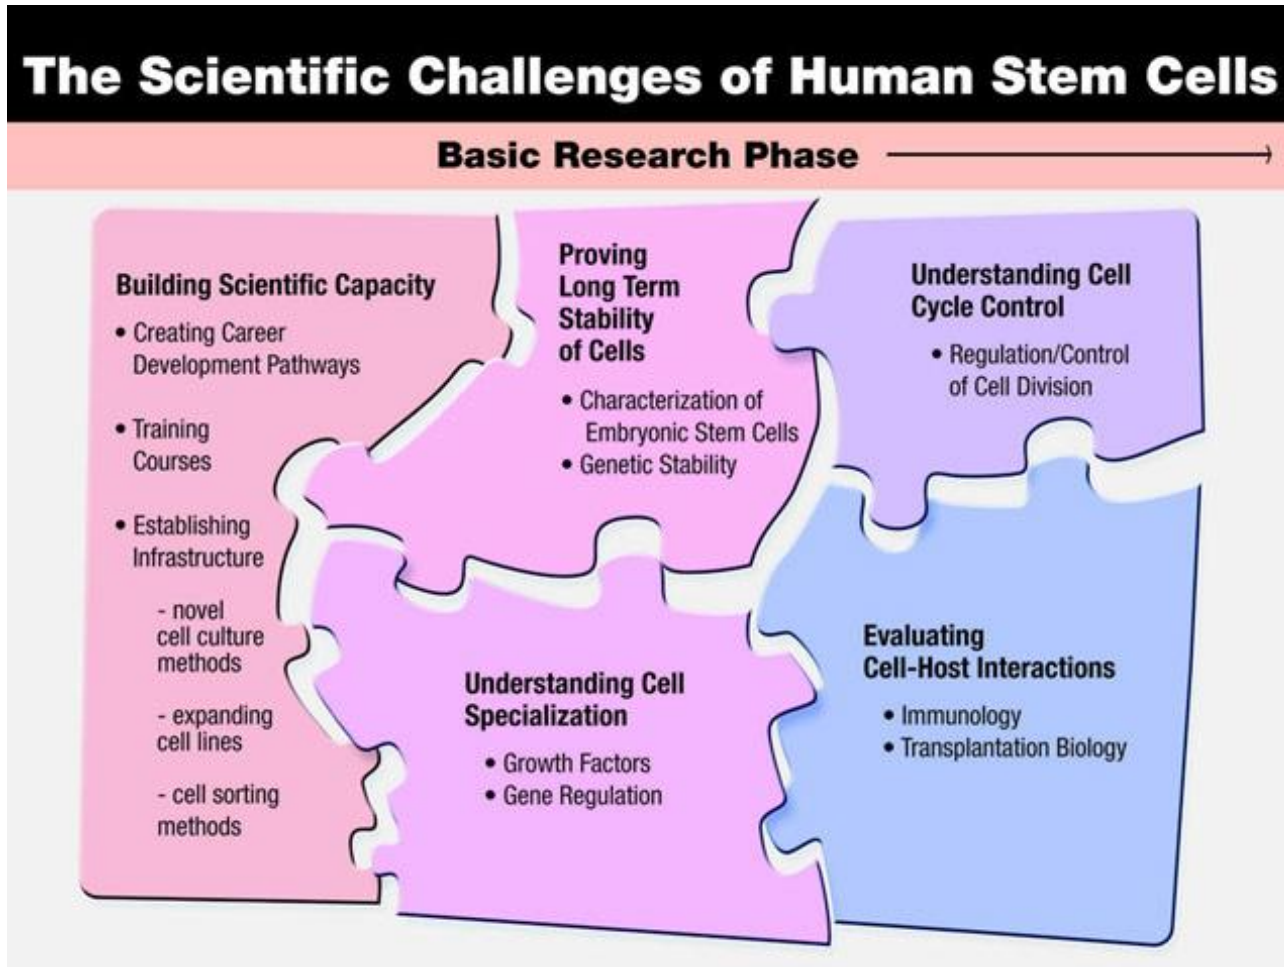 The Scientific Challenges of Human Stem Cells
Basic Research Phase
Building Scientific Capacity
• Creating Career
Development Pathways
• Training
Courses
• Establishing
Infrastructure
- novel
cell culture
methods
- expanding
cell lines
- cell sorting
methods
Proving
Long Term
Stability
of Cells
• Characterization of
Embryonic Stem Cells
• Genetic Stability
Understanding Cell
Cycle Control
• Regulation/Control
of Cell Division
Understanding Cell
Specialization
• Growth Factors
• Gene Regulation
Evaluating
Cell-Host Interactions
• Immunology
• Transplantation Biology